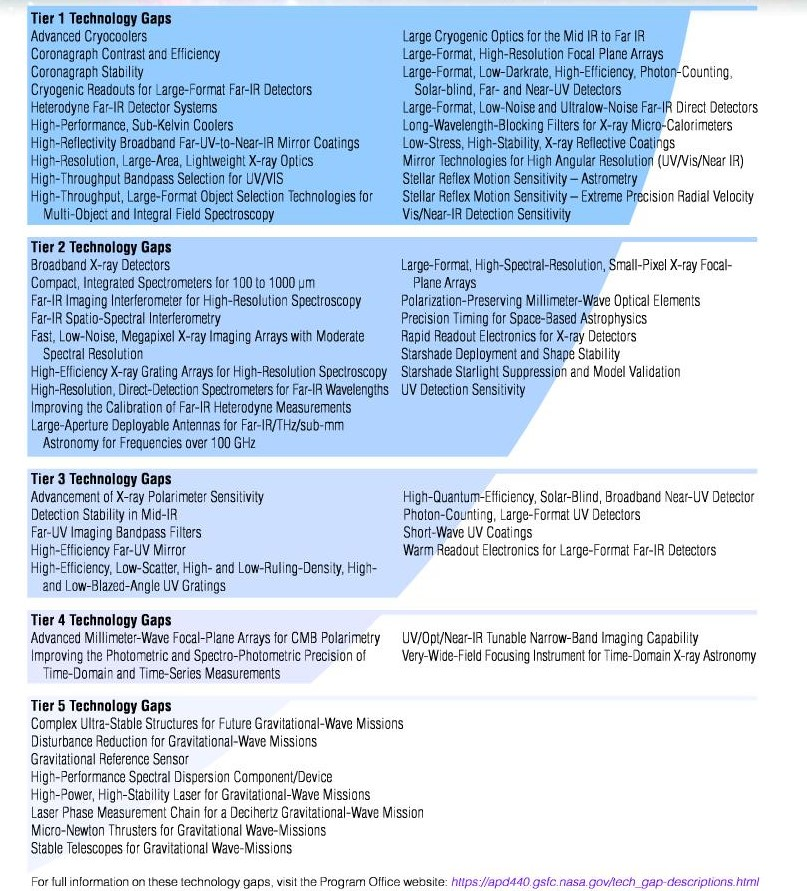 Tier 1 Technology Gaps
Advanced Cryocoolers
Coronagraph Contrast and Efficiency
Coronagraph Stability
Cryogenic Readouts for Large-Format Far-IR Detectors
Heterodyne Far-IR Detector Systems
High-Performance, Sub-Kelvin Coolers
High-Reflectivity Broadband Far-UV-to-Near-IR Mirror Coatings
High-Resolution, Large-Area, Lightweight X-ray Optics
High-Throughput Bandpass Selection for UV/VIS
High-Throughput, Large-Format Object Selection Technologies for
Multi-Object and Integral Field Spectroscopy
Large Cryogenic Optics for the Mid IR to Far IR
Large-Format, High-Resolution Focal Plane Arrays
Large-Format, Low-Darkrate, High-Efficiency, Photon-Counting,
Solar-blind, Far- and Near-UV Detectors
Large-Format, Low-Noise and Ultralow-Noise Far-IR Direct Detectors
Long-Wavelength-Blocking Filters for X-ray Micro-Calorimeters
Low-Stress, High-Stability, X-ray Reflective Coatings
Mirror Technologies for High Angular Resolution (UV/Vis/Near IR)
Stellar Reflex Motion Sensitivity – Astrometry
Stellar Reflex Motion Sensitivity – Extreme Precision Radial Velocity
Vis/Near-IR Detection Sensitivity
Tier 2 Technology Gaps
Broadband X-ray Detectors
Compact, Integrated Spectrometers for 100 to 1000 μm
Far-IR Imaging Interferometer for High-Resolution Spectroscopy
Far-IR Spatio-Spectral Interferometry
Fast, Low-Noise, Megapixel X-ray Imaging Arrays with Moderate
Spectral Resolution
High-Efficiency X-ray Grating Arrays for High-Resolution Spectroscopy
High-Resolution, Direct-Detection Spectrometers for Far-IR Wavelengths
Improving the Calibration of Far-IR Heterodyne Measurements
Large-Aperture Deployable Antennas for Far-IR/THz/sub-mm
Astronomy for Frequencies over 100 GHz
Large-Format, High-Spectral-Resolution, Small-Pixel X-ray Focal-
Plane Arrays
Polarization-Preserving Millimeter-Wave Optical Elements
Precision Timing for Space-Based Astrophysics
Rapid Readout Electronics for X-ray Detectors
Starshade Deployment and Shape Stability
Starshade Starlight Suppression and Model Validation
UV Detection Sensitivity
Tier 3 Technology Gaps
Advancement of X-ray Polarimeter Sensitivity
Detection Stability in Mid-IR
Far-UV Imaging Bandpass Filters
High-Efficiency Far-UV Mirror
High-Efficiency, Low-Scatter, High- and Low-Ruling-Density, High-
and Low-Blazed-Angle UV Gratings
High-Quantum-Efficiency, Solar-Blind, Broadband Near-UV Detector
Photon-Counting, Large-Format UV Detectors
Short-Wave UV Coatings
Warm Readout Electronics for Large-Format Far-IR Detectors
Tier 4 Technology Gaps
Advanced Millimeter-Wave Focal-Plane Arrays for CMB Polarimetry
Improving the Photometric and Spectro-Photometric Precision of
Time-Domain and Time-Series Measurements
UV/Opt/Near-IR Tunable Narrow-Band Imaging Capability
Very-Wide-Field Focusing Instrument for Time-Domain X-ray Astronomy
Tier 5 Technology Gaps
Complex Ultra-Stable Structures for Future Gravitational-Wave Missions
Disturbance Reduction for Gravitational-Wave Missions
Gravitational Reference Sensor
High-Performance Spectral Dispersion Component/Device
High-Power, High-Stability Laser for Gravitational-Wave Missions
Laser Phase Measurement Chain for a Decihertz Gravitational-Wave Mission
Micro-Newton Thrusters for Gravitational Wave-Missions
Stable Telescopes for Gravitational Wave-Missions
For full information on these technology gaps, visit the Program Office website: https://apd440.gsfc.nasa.gov/tech_gap-descriptions.html